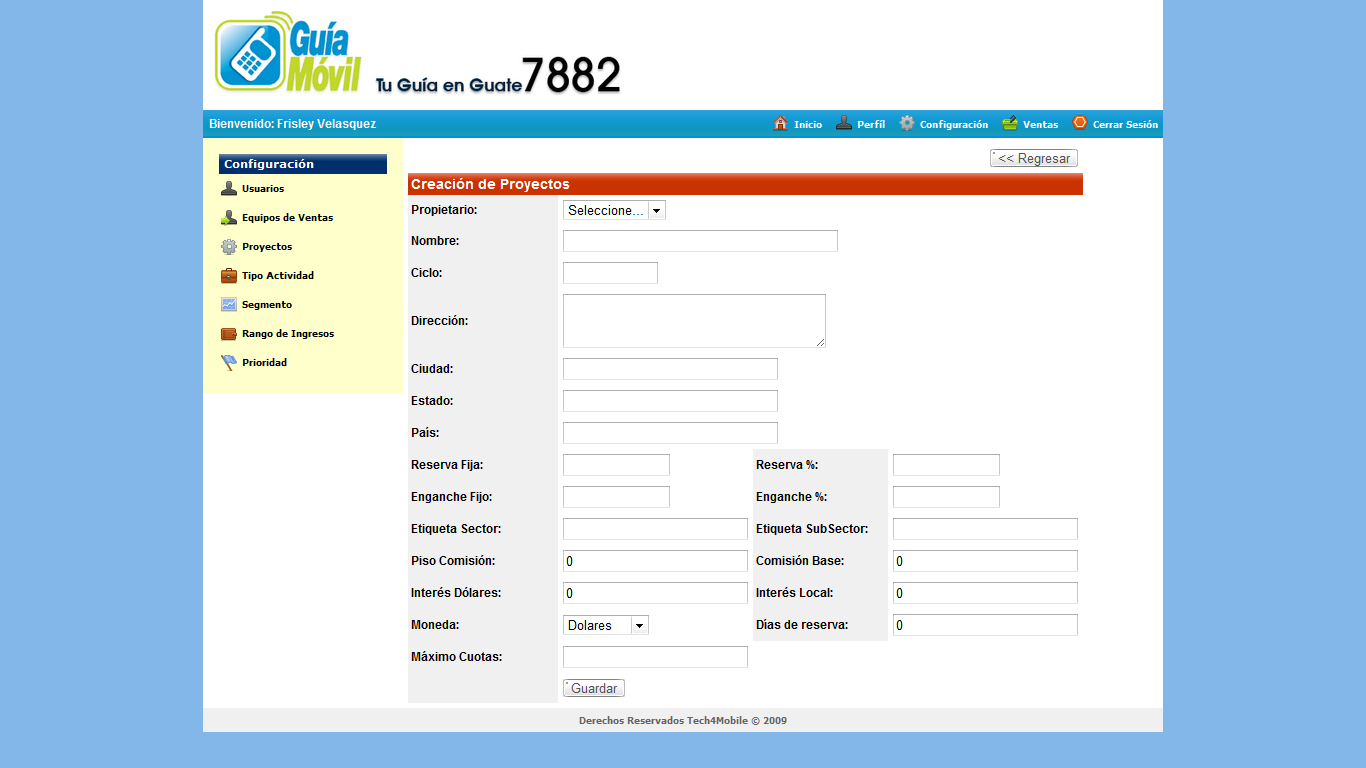 Guía
Móvil
Tu Guía en Guate 7882
Bienvenido: Frisley Velasquez
Inicio
Perfíl
Configuración
Ventas
Cerrar Sesión
Configuración
Usuarios
Equipos de Ventas
Proyectos
Tipo Actividad
Segmento
Rango de Ingresos
Prioridad
<< Regresar
Creación de Proyectos
Propietario: Seleccione...
Nombre:
Ciclo:
Dirección:
Ciudad:
Estado:
País:
Reserva Fija: Reserva %:
Enganche Fijo: Enganche %:
Etiqueta Sector: Etiqueta SubSector:
Piso Comisión: 0 Comisión Base: 0
Interés Dólares: 0 Interés Local: 0
Moneda: Dolares Días de reserva: 0
Máximo Cuotas:
Guardar
Derechos Reservados Tech4Mobile © 2009